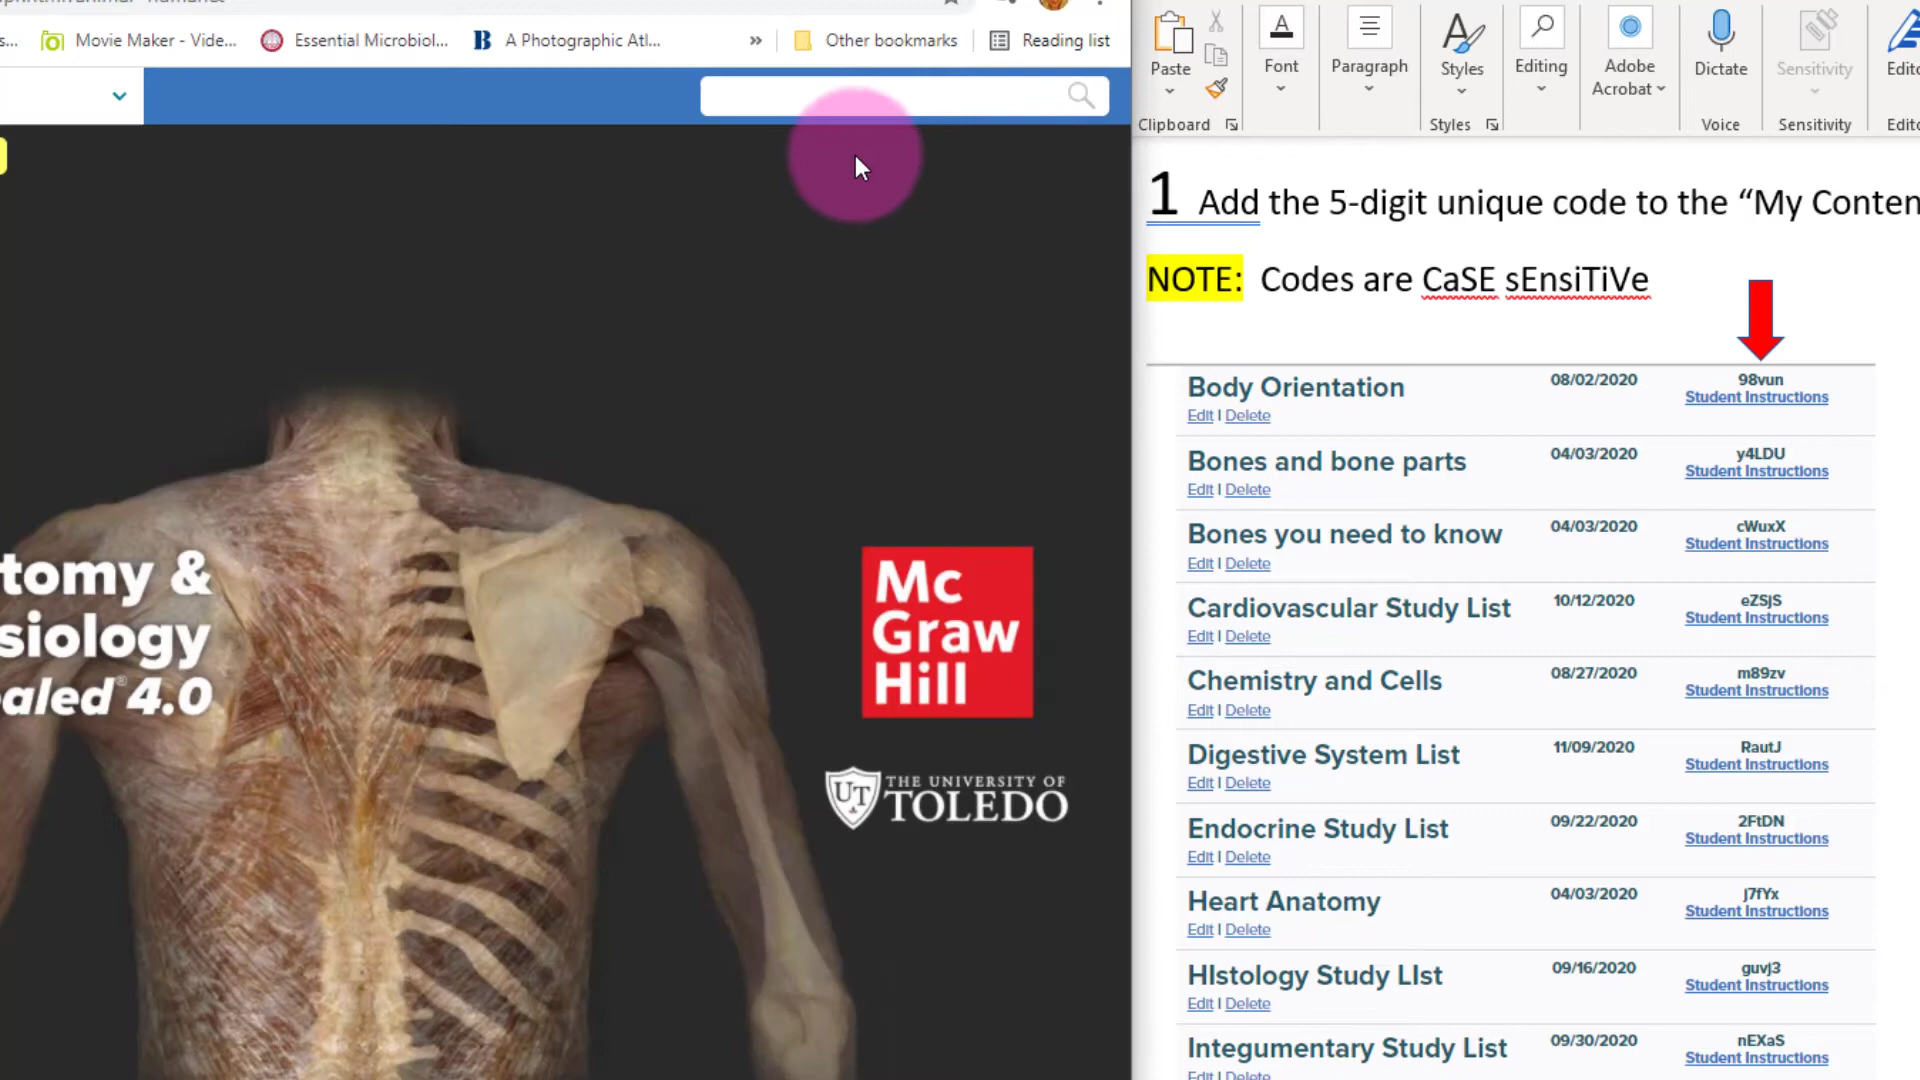 s...
Movie Maker - Vide...
Essential Microbiol...
B
A Photographic Atl...
»
Other bookmarks
Reading list
tomy &
siology
aled® 4.0
Mc
Graw
Hill
UT
THE UNIVERSITY OF
TOLEDO
Paste
Font
Paragraph
Styles
Editing
Adobe
Acrobat
Dictate
Sensitivity
Edito
Clipboard
Styles
Voice
Sensitivity
Edito
1 Add the 5-digit unique code to the “My Conten
NOTE: Codes are CaSE sEnsiTiVe
Body Orientation 08/02/2020 98vun
Edit | Delete Student Instructions
Bones and bone parts 04/03/2020 y4LDU
Edit | Delete Student Instructions
Bones you need to know 04/03/2020 cWuxX
Edit | Delete Student Instructions
Cardiovascular Study List 10/12/2020 eZSjS
Edit | Delete Student Instructions
Chemistry and Cells 08/27/2020 m89zv
Edit | Delete Student Instructions
Digestive System List 11/09/2020 RautJ
Edit | Delete Student Instructions
Endocrine Study List 09/22/2020 2FtDN
Edit | Delete Student Instructions
Heart Anatomy 04/03/2020 j7fYx
Edit | Delete Student Instructions
HIstology Study LIst 09/16/2020 guvj3
Edit | Delete Student Instructions
Integumentary Study List 09/30/2020 nEXaS
Edit | Delete Student Instructions